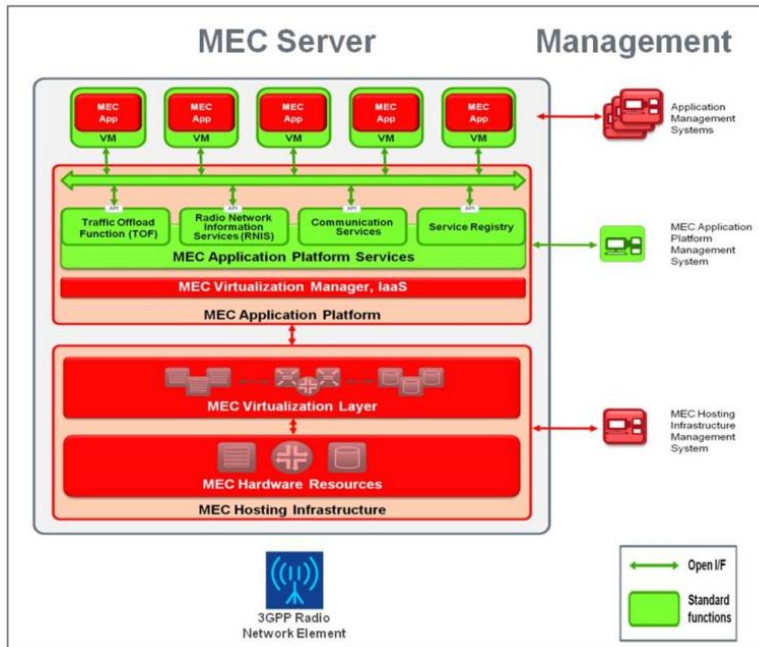 MEC Server
Management
MEC
App
VM
MEC
App
VM
MEC
App
VM
MEC
App
VM
MEC
App
VM
Application
Management
Systems
API
API
API
API
Traffic Offload
Function (TOF)
Radio Network
Information
Services (RNIS)
Communication
Services
Service Registry
MEC Application Platform Services
MEC Application
Platform
Management
System
MEC Virtualization Manager, IaaS
MEC Application Platform
MEC Virtualization Layer
MEC Hosting
Infrastructure
Management
System
MEC Hardware Resources
MEC Hosting Infrastructure
3GPP Radio
Network Element
Open I/F
Standard
functions